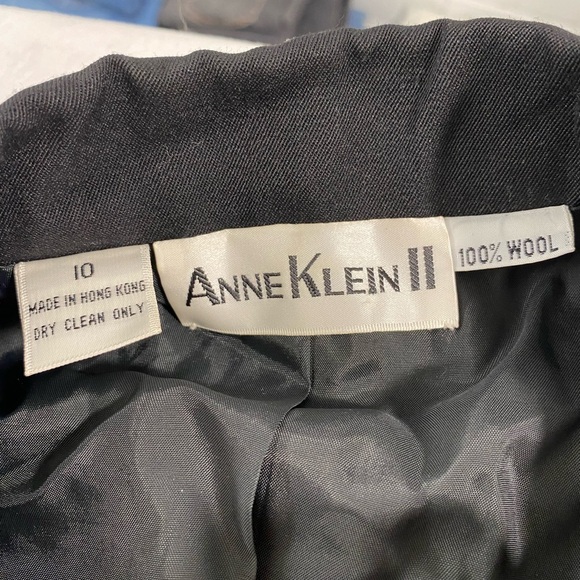 10
MADE IN HONG KONG
DRY CLEAN ONLY
ANNE KLEIN II
100% WOOL